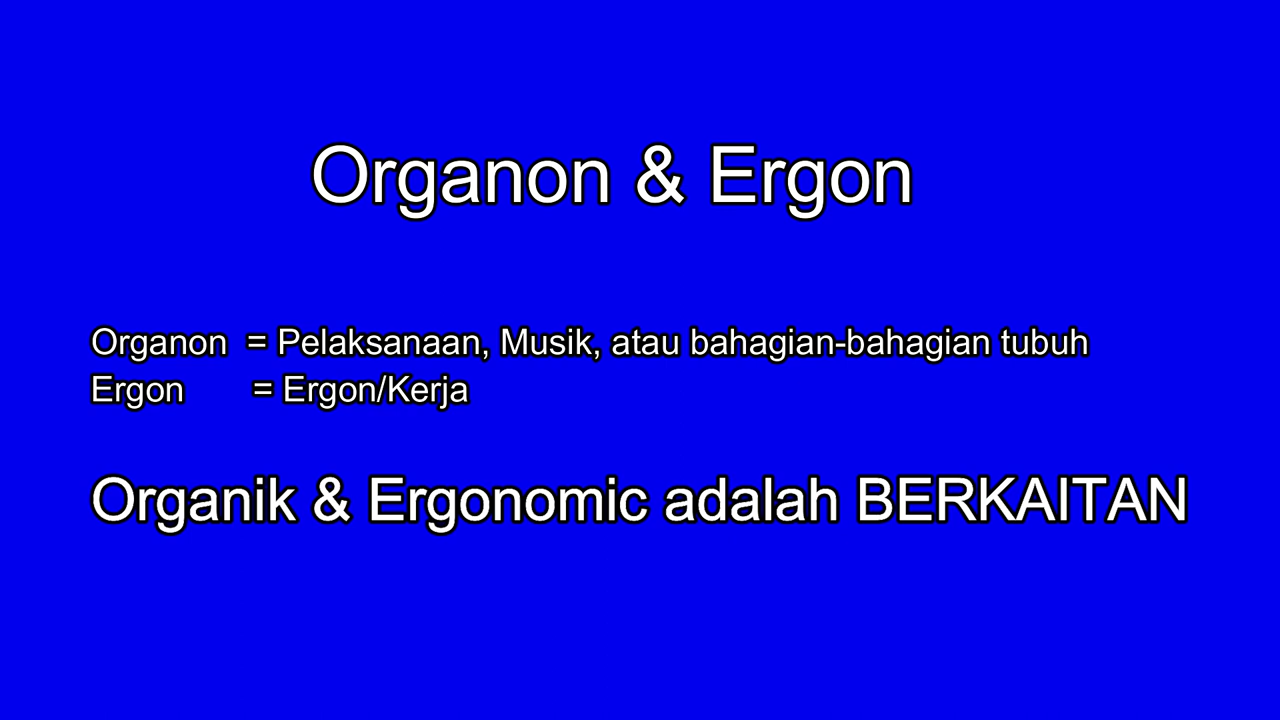 Organon & Ergon
Organon = Pelaksanaan, Musik, atau bahagian-bahagian tubuh
Ergon = Ergon/Kerja
Organik & Ergonomic adalah BERKAITAN